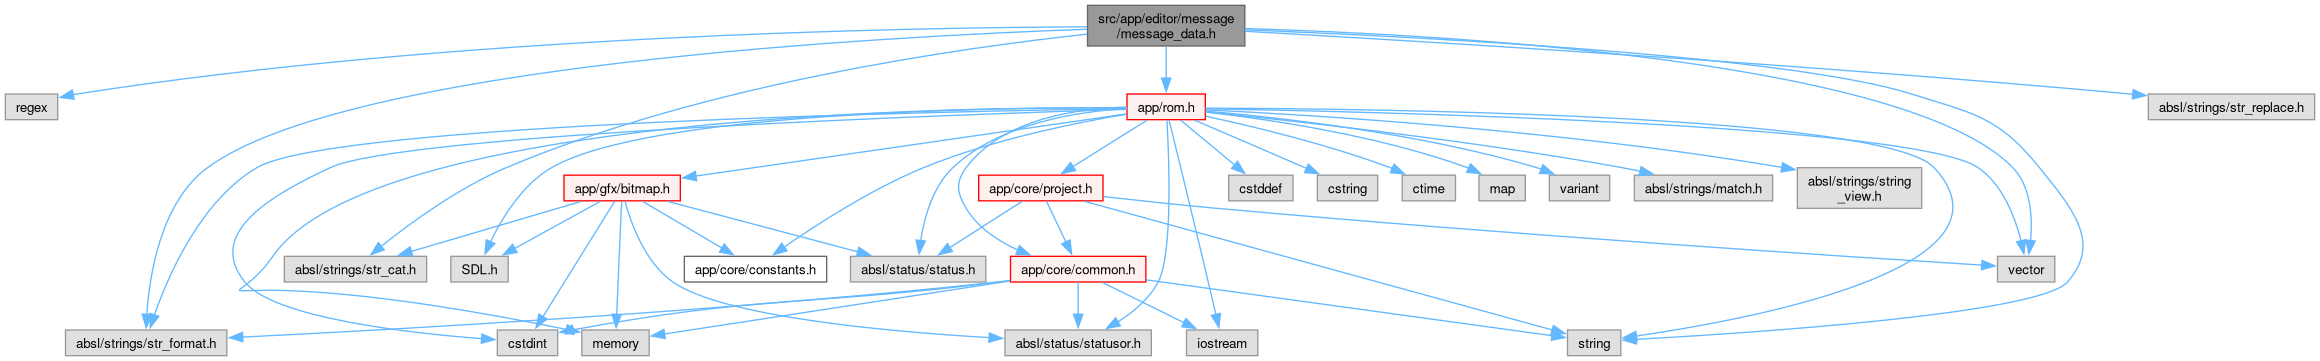 src/app/editor/message
/message_data.h
regex
app/rom.h
absl/strings/str_replace.h
app/gfx/bitmap.h
app/core/project.h
cstddef
cstring
ctime
map
variant
absl/strings/match.h
absl/strings/string
_view.h
absl/strings/str_cat.h
SDL.h
app/core/constants.h
absl/status/status.h
app/core/common.h
vector
absl/strings/str_format.h
cstdint
memory
absl/status/statusor.h
iostream
string